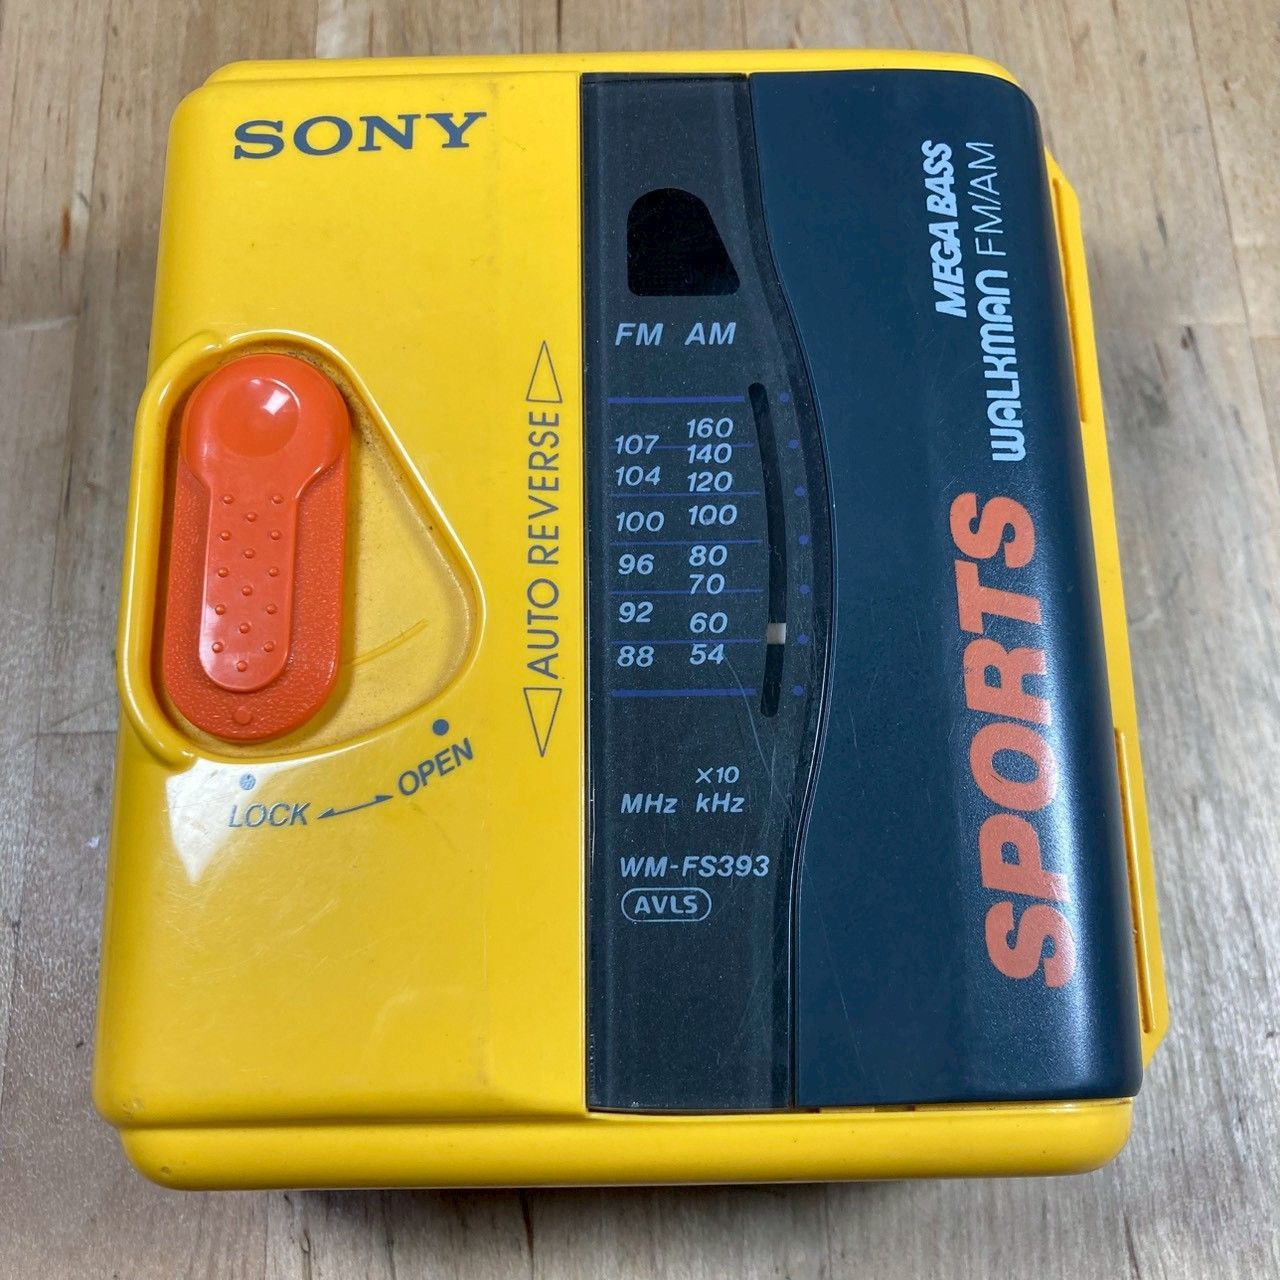 SONY
MEGA BASS
WALKMAN FM/AM
SPORTS
AUTO REVERSE
FM AM
160
107 140
104 120
100 100
96 80
70
92 60
88 54
×10
MHz kHz
WM-FS393
AVLS
LOCK OPEN